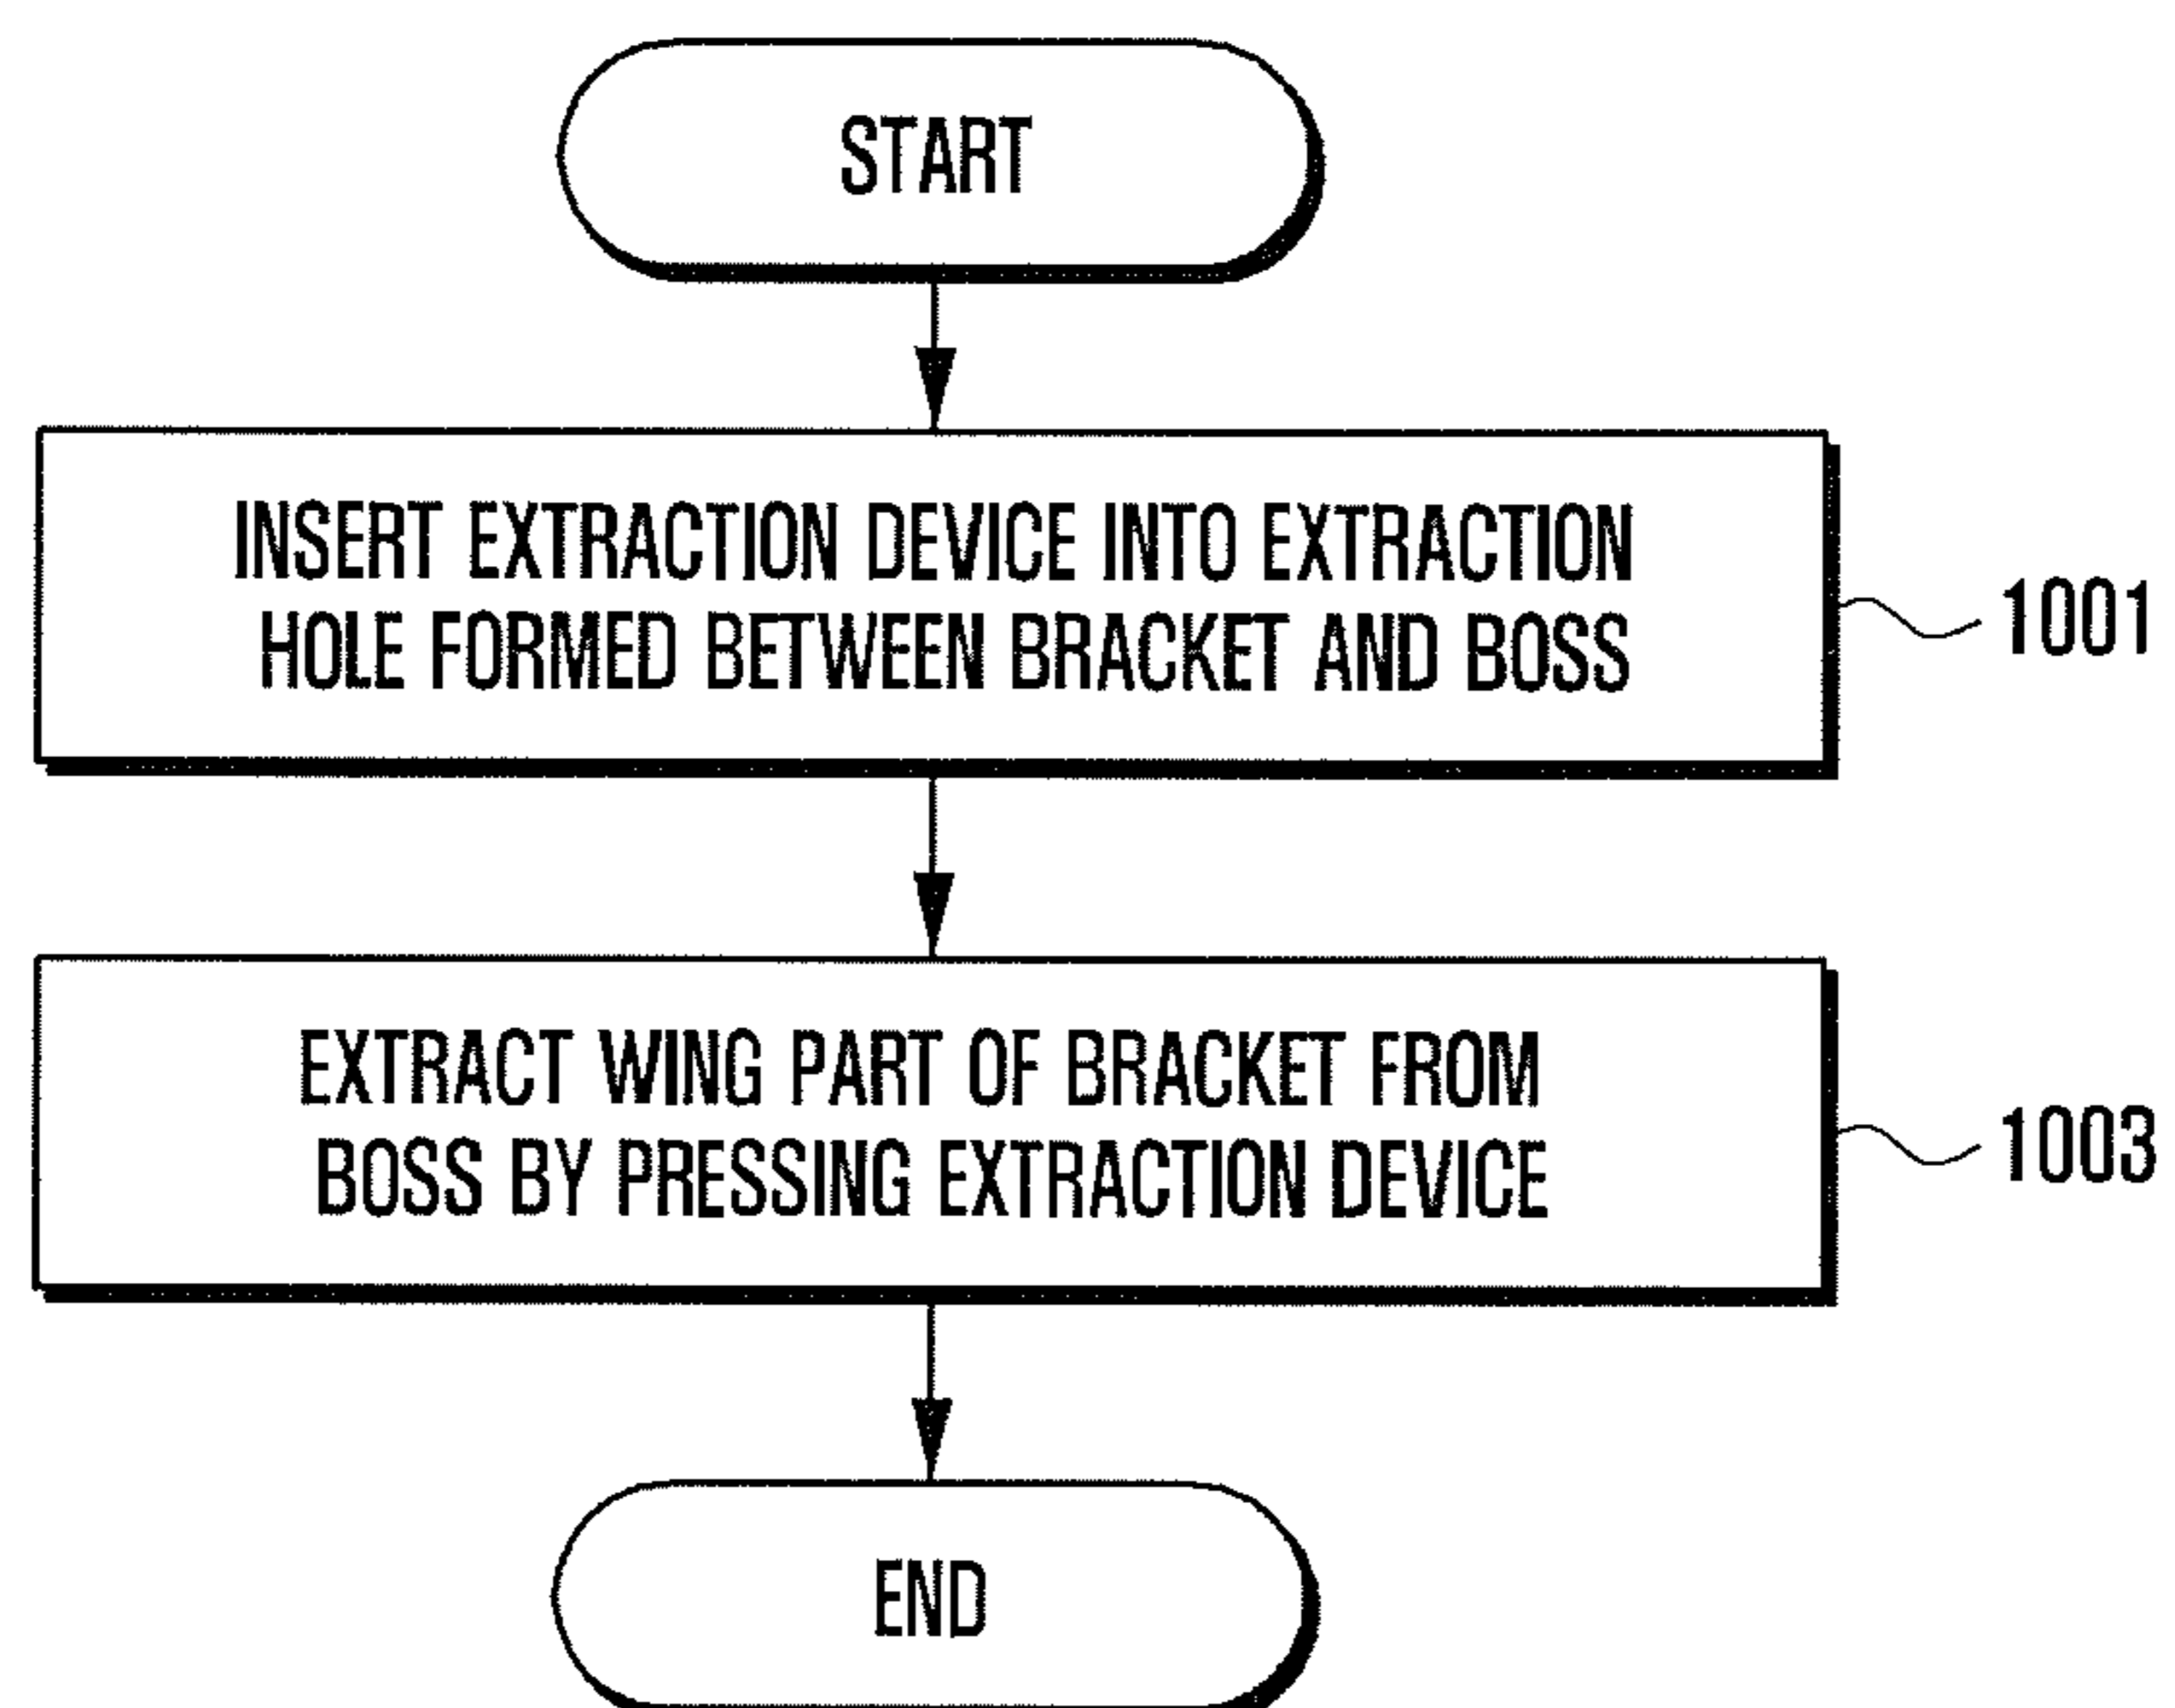 START
INSERT EXTRACTION DEVICE INTO EXTRACTION
HOLE FORMED BETWEEN BRACKET AND BOSS
1001
EXTRACT WING PART OF BRACKET FROM
BOSS BY PRESSING EXTRACTION DEVICE
1003
END